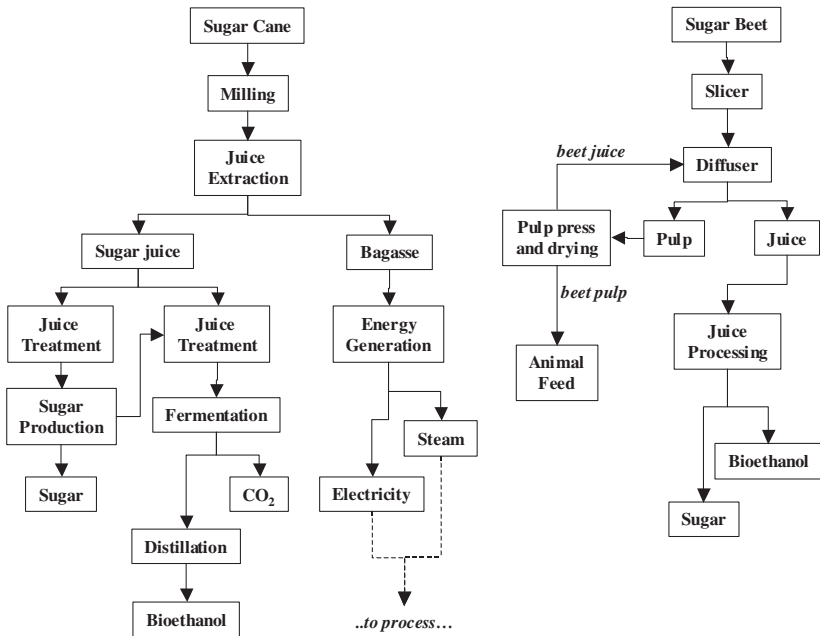 Sugar Cane
Milling
Juice
Extraction
Sugar juice
Bagasse
Juice
Treatment
Juice
Treatment
Energy
Generation
Sugar
Production
Fermentation
Steam
Sugar
CO₂
Electricity
Distillation
Bioethanol
..to process…
Sugar Beet
Slicer
beet juice
Diffuser
Pulp press
and drying
Pulp
Juice
beet pulp
Animal
Feed
Juice
Processing
Bioethanol
Sugar